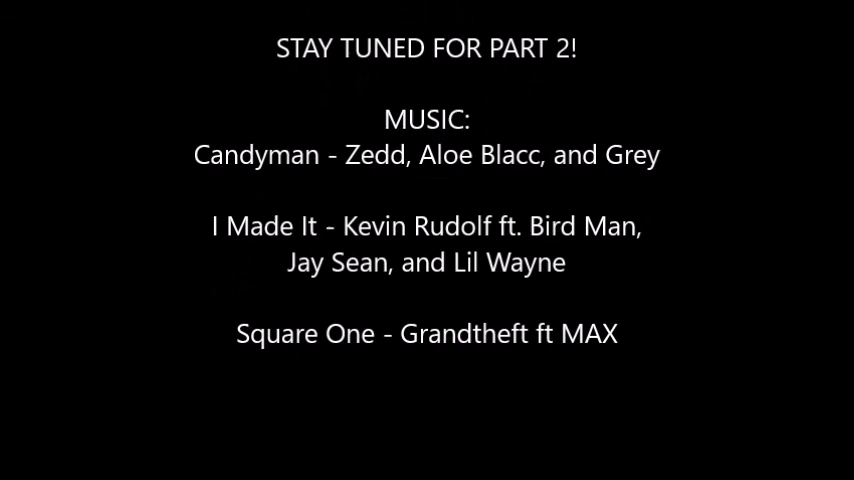 STAY TUNED FOR PART 2!
MUSIC:
Candyman - Zedd, Aloe Blacc, and Grey
I Made It - Kevin Rudolf ft. Bird Man,
Jay Sean, and Lil Wayne
Square One - Grandtheft ft MAX